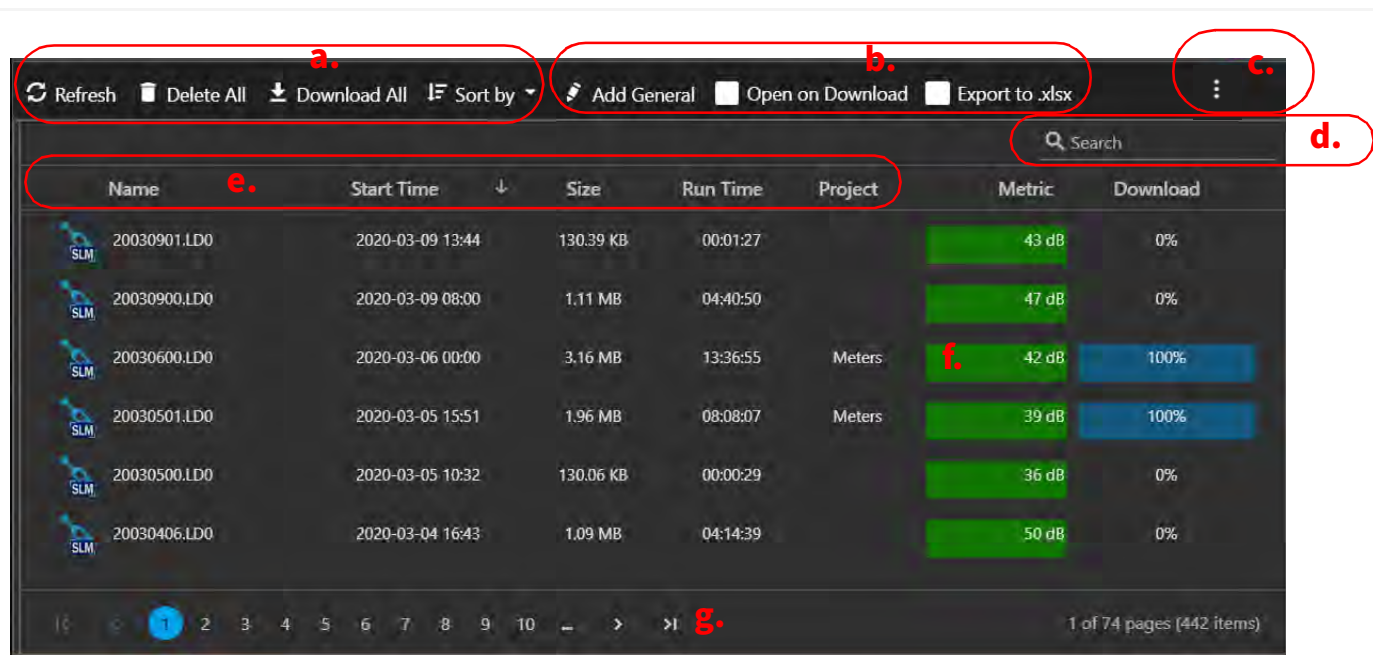 a. b. c.
Refresh Delete All Download All Sort by Add General Open on Download Export to .xlsx
Search d.
Name e. Start Time ↓ Size Run Time Project Metric Download
SLM 20030901.LD0 2020-03-09 13:44 130.39 KB 00:01:27 43 dB 0%
SLM 20030900.LD0 2020-03-09 08:00 1.11 MB 04:40:50 47 dB 0%
SLM 20030600.LD0 2020-03-06 00:00 3.16 MB 13:36:55 Meters f. 42 dB 100%
SLM 20030501.LD0 2020-03-05 15:51 1.96 MB 08:08:07 Meters 39 dB 100%
SLM 20030500.LD0 2020-03-05 10:32 130.06 KB 00:00:29 36 dB 0%
SLM 20030406.LD0 2020-03-04 16:43 1.09 MB 04:14:39 50 dB 0%
1 2 3 4 5 6 7 8 9 10 ... g. 1 of 74 pages (442 items)